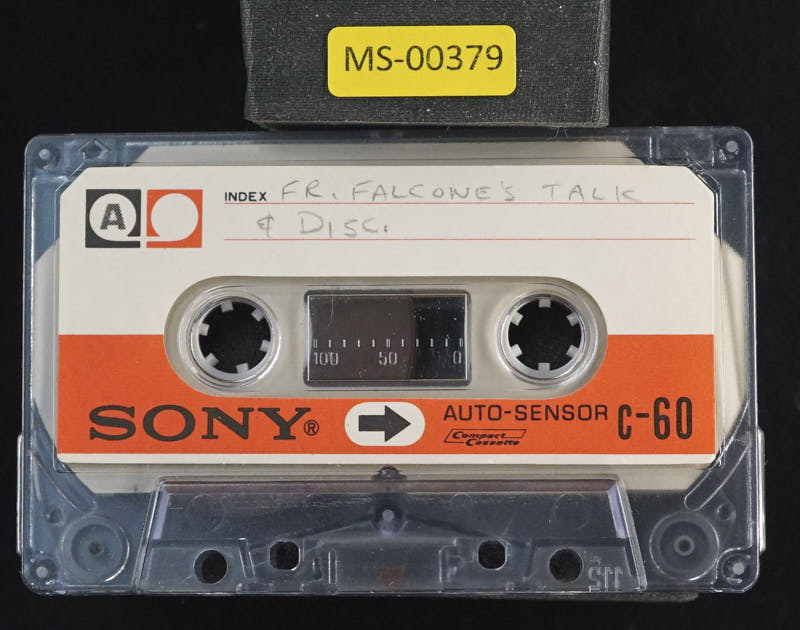 MS-00379
A
INDEX FR. FALCONE'S TALK
& DISC.
100 50 0
SONY® AUTO-SENSOR C-60
Compact Cassette